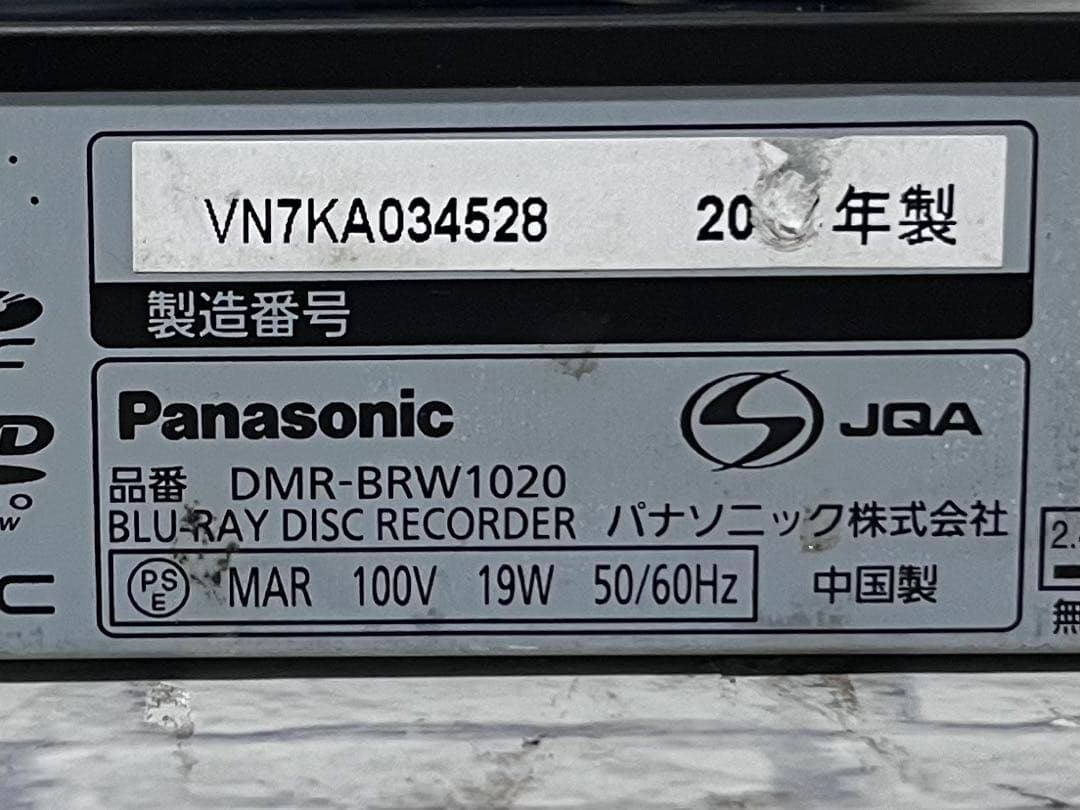 VN7KA034528 20 年製
製造番号
Panasonic JQA
品番 DMR-BRW1020
BLU-RAY DISC RECORDER パナソニック株式会社
PSE MAR 100V 19W 50/60Hz 中国製